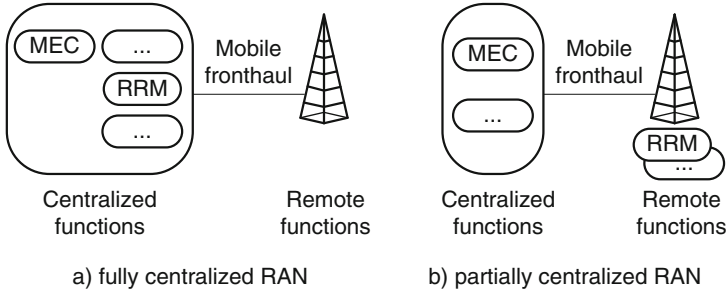 MEC
...
RRM
...
Mobile
fronthaul
Centralized
functions
Remote
functions
a) fully centralized RAN
MEC
...
Mobile
fronthaul
RRM
...
Centralized
functions
Remote
functions
b) partially centralized RAN